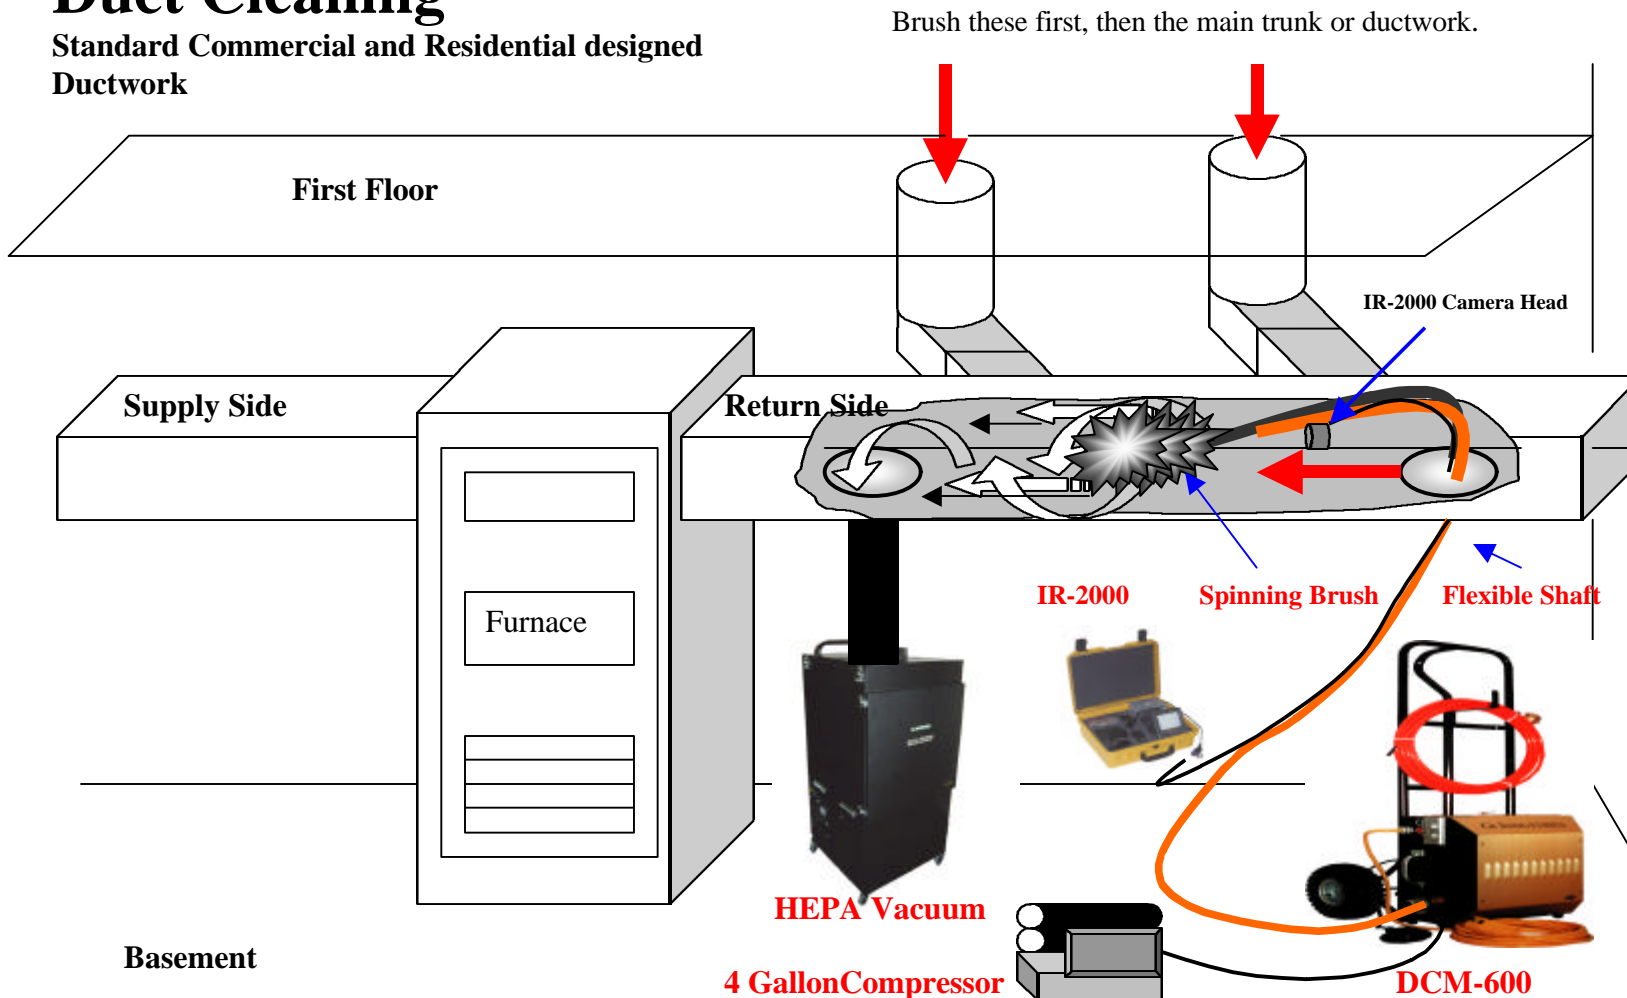 Duct Cleaning
Standard Commercial and Residential designed
Ductwork
Brush these first, then the main trunk or ductwork.
First Floor
IR-2000 Camera Head
Supply Side
Return Side
Furnace
IR-2000
Spinning Brush
Flexible Shaft
HEPA Vacuum
Basement
4 GallonCompressor
DCM-600